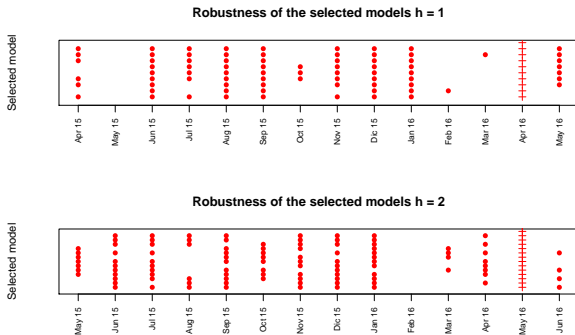 Robustness of the selected models h = 1
Selected model
Apr 15
May 15
Jun 15
Jul 15
Aug 15
Sep 15
Oct 15
Nov 15
Dic 15
Jan 16
Feb 16
Mar 16
Apr 16
May 16
Robustness of the selected models h = 2
Selected model
May 15
Jun 15
Jul 15
Aug 15
Sep 15
Oct 15
Nov 15
Dic 15
Jan 16
Feb 16
Mar 16
Apr 16
May 16
Jun 16